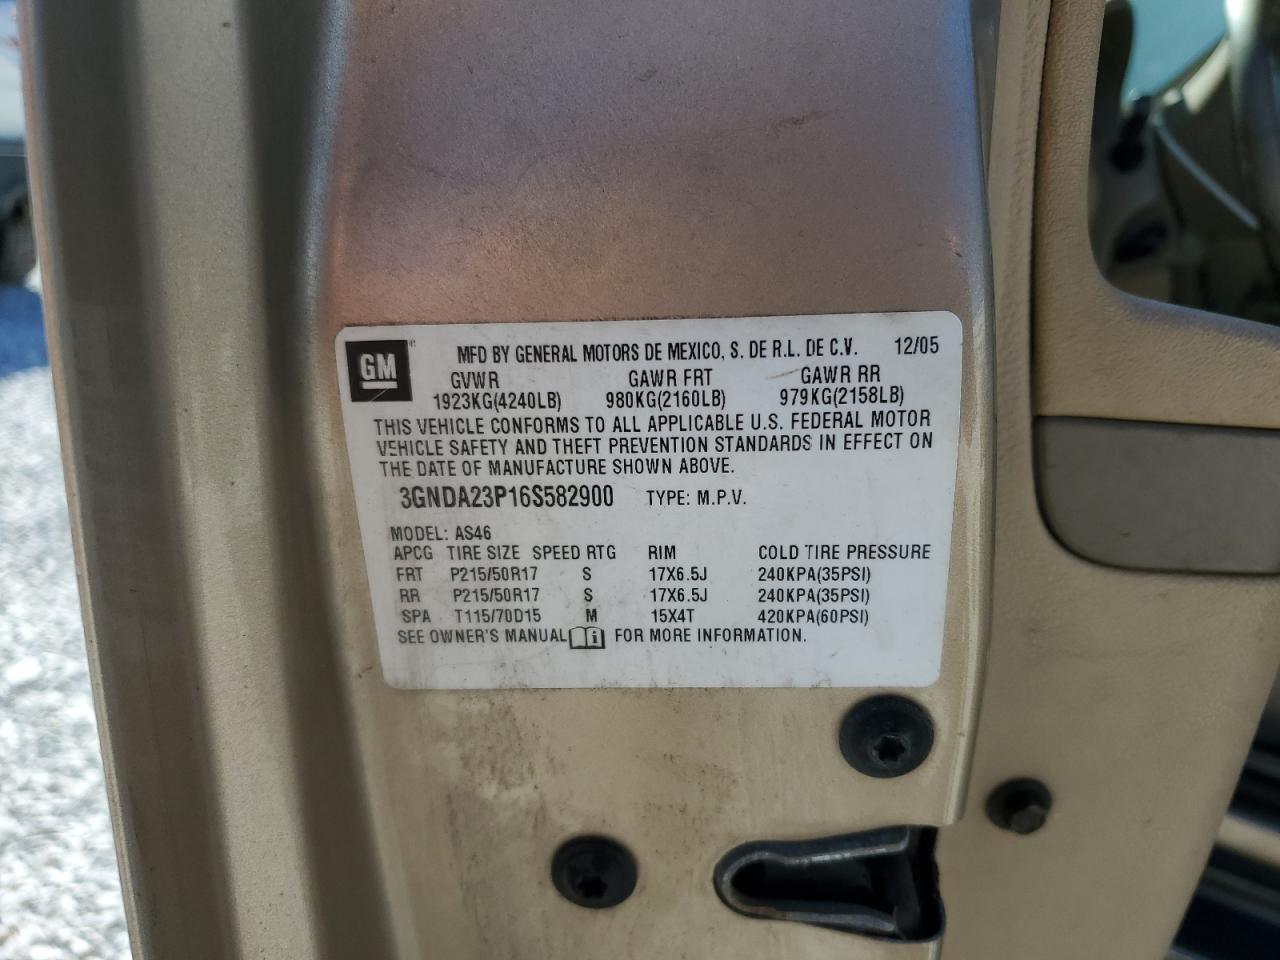 GM
MFD BY GENERAL MOTORS DE MEXICO, S. DE R.L. DE C.V. 12/05
GVWR GAWR FRT GAWR RR
1923KG(4240LB) 980KG(2160LB) 979KG(2158LB)
THIS VEHICLE CONFORMS TO ALL APPLICABLE U.S. FEDERAL MOTOR
VEHICLE SAFETY AND THEFT PREVENTION STANDARDS IN EFFECT ON
THE DATE OF MANUFACTURE SHOWN ABOVE.
3GNDA23P16S582900 TYPE: M.P.V.
MODEL: AS46
APCG TIRE SIZE SPEED RTG RIM COLD TIRE PRESSURE
FRT P215/50R17 S 17X6.5J 240KPA(35PSI)
RR P215/50R17 S 17X6.5J 240KPA(35PSI)
SPA T115/70D15 M 15X4T 420KPA(60PSI)
SEE OWNER'S MANUAL i FOR MORE INFORMATION.